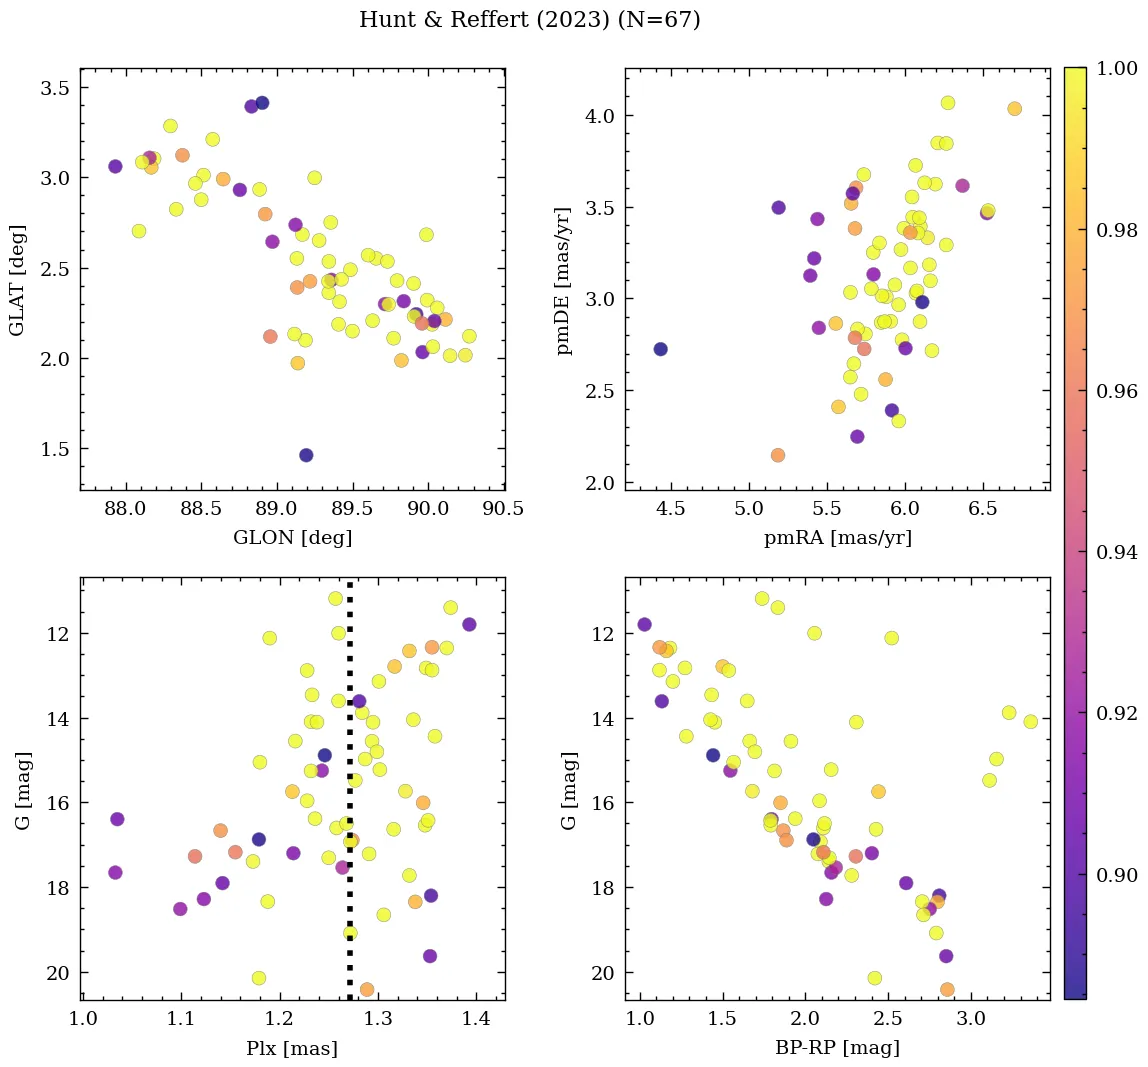 Hunt & Reffert (2023) (N=67)
3.5
3.0
2.5
2.0
1.5
GLAT [deg]
88.0 88.5 89.0 89.5 90.0 90.5
GLON [deg]
4.0
3.5
3.0
2.5
2.0
pmDE [mas/yr]
4.5 5.0 5.5 6.0 6.5
pmRA [mas/yr]
12
14
16
18
20
G [mag]
1.0 1.1 1.2 1.3 1.4
Plx [mas]
12
14
16
18
20
G [mag]
1.0 1.5 2.0 2.5 3.0
BP-RP [mag]
1.00
0.98
0.96
0.94
0.92
0.90